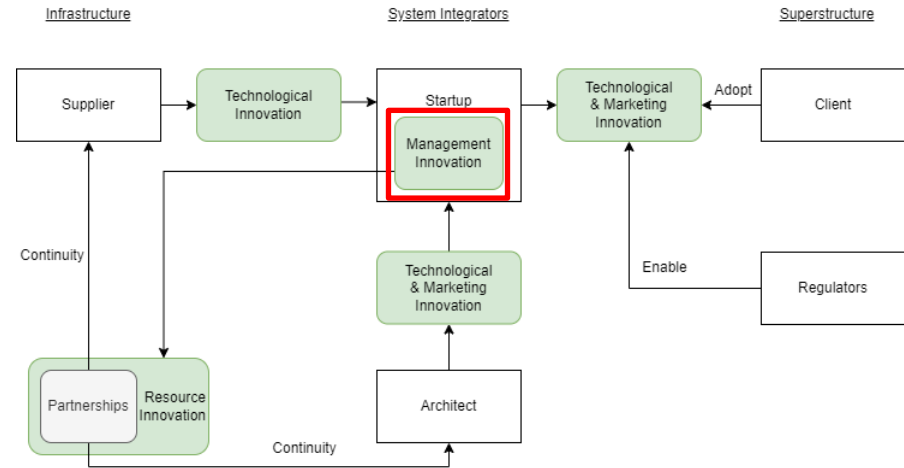 Infrastructure
System Integrators
Superstructure
Supplier
Technological
Innovation
Startup
Management
Innovation
Technological
& Marketing
Innovation
Adopt
Client
Continuity
Technological
& Marketing
Innovation
Enable
Regulators
Partnerships
Resource
Innovation
Architect
Continuity